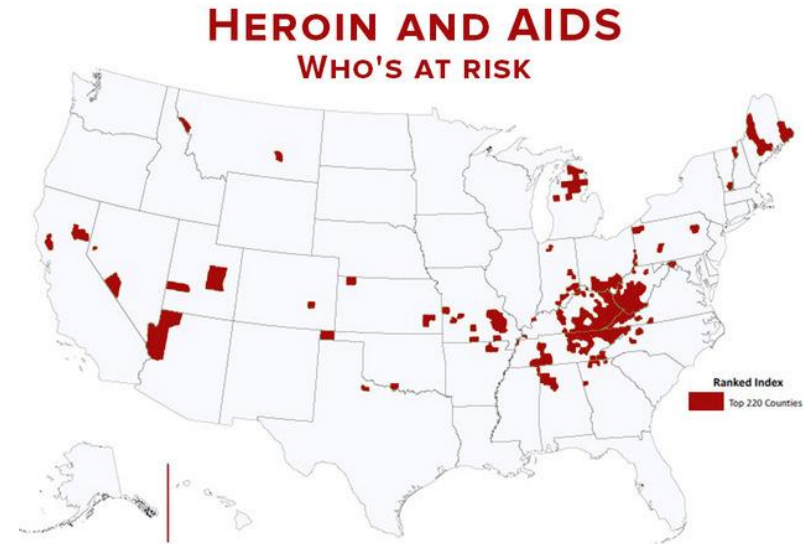 HEROIN AND AIDS
WHO'S AT RISK
Ranked Index
Top 220 Counties